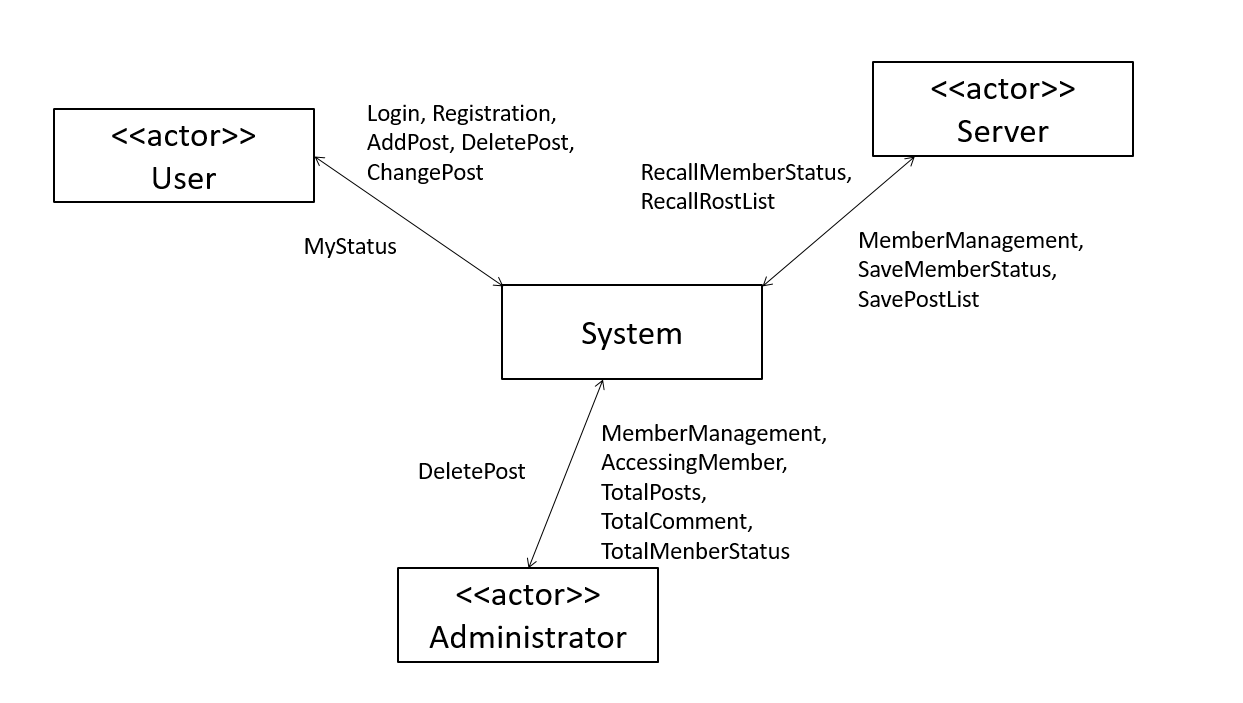 <<actor>>
User
Login, Registration,
AddPost, DeletePost,
ChangePost
MyStatus
<<actor>>
Server
RecallMemberStatus,
RecallRostList
MemberManagement,
SaveMemberStatus,
SavePostList
System
DeletePost
MemberManagement,
AccessingMember,
TotalPosts,
TotalComment,
TotalMenberStatus
<<actor>>
Administrator